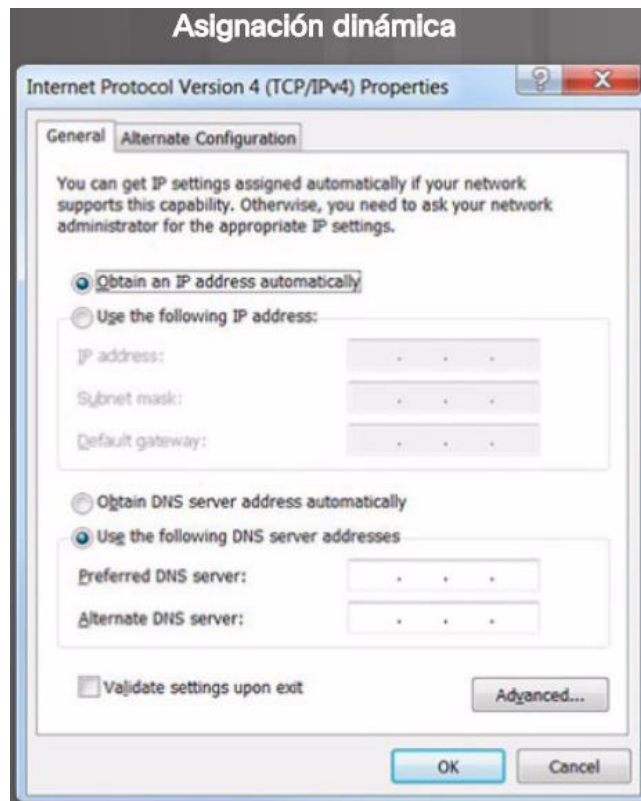 Asignación dinámica
Internet Protocol Version 4 (TCP/IPv4) Properties
General
Alternate Configuration
You can get IP settings assigned automatically if your network
supports this capability. Otherwise, you need to ask your network
administrator for the appropriate IP settings.
Obtain an IP address automatically
Use the following IP address:
IP address:
Subnet mask:
Default gateway:
Obtain DNS server address automatically
Use the following DNS server addresses
Preferred DNS server:
Alternate DNS server:
Validate settings upon exit
Advanced...
OK
Cancel